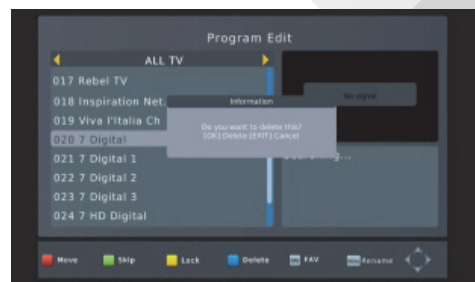 Program Edit
ALL TV
017 Rebel TV
018 Inspiration Net.
019 Viva l'Italia Ch
020 7 Digital
021 7 Digital 1
022 7 Digital 2
023 7 Digital 3
024 7 HD Digital
No signal
Information
Do you want to delete this?
[OK]:Delete [EXIT]:Cancel
Move Skip Lock Delete FAV Rename